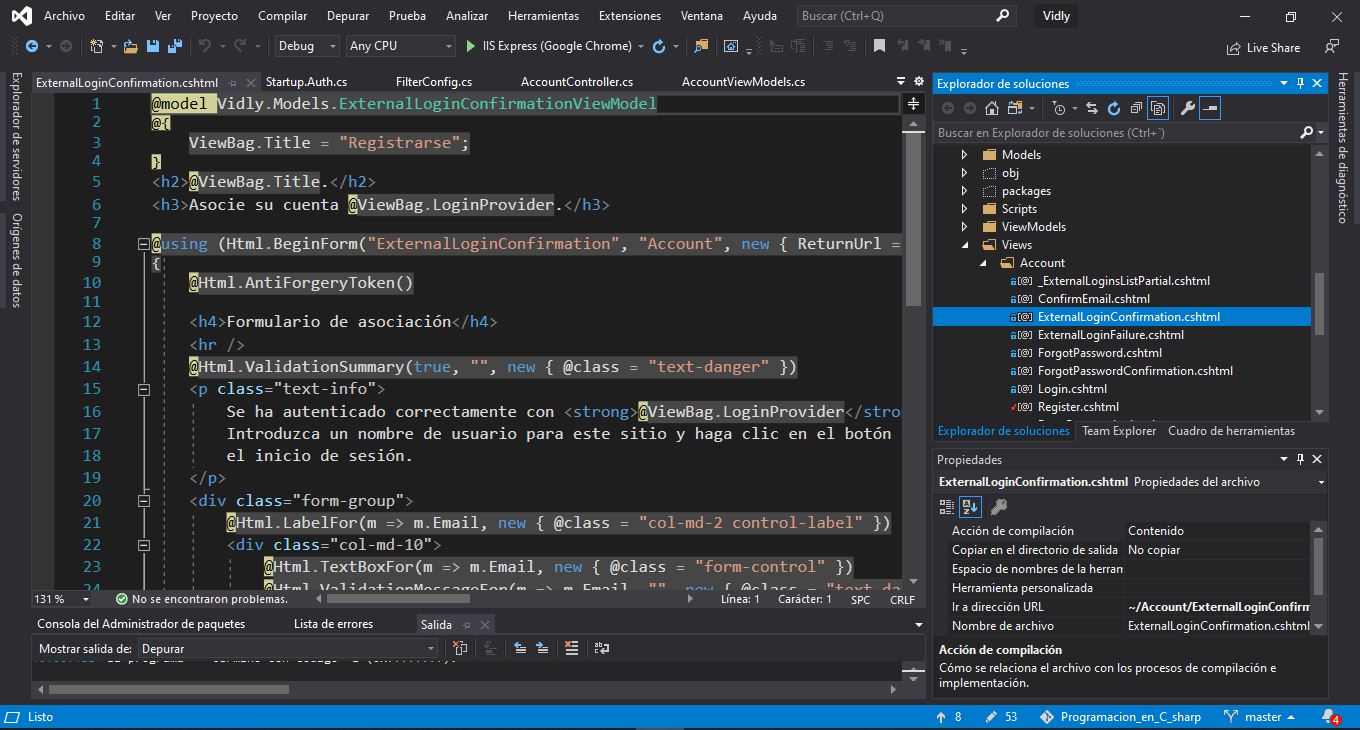 Archivo Editar Ver Proyecto Compilar Depurar Prueba Analizar Herramientas Extensiones Ventana Ayuda Buscar (Ctrl+Q) Vidly
Debug Any CPU IIS Express (Google Chrome) Live Share
Explorador de servidores
Orígenes de datos
ExternalLoginConfirmation.cshtml Startup.Auth.cs FilterConfig.cs AccountController.cs AccountViewModels.cs
1 @model Vidly.Models.ExternalLoginConfirmationViewModel
2 @{
3 ViewBag.Title = "Registrarse";
4 }
5 <h2>@ViewBag.Title.</h2>
6 <h3>Asocie su cuenta @ViewBag.LoginProvider.</h3>
7
8 @using (Html.BeginForm("ExternalLoginConfirmation", "Account", new { ReturnUrl =
9 {
10 @Html.AntiForgeryToken()
11
12 <h4>Formulario de asociación</h4>
13 <hr />
14 @Html.ValidationSummary(true, "", new { @class = "text-danger" })
15 <p class="text-info">
16 Se ha autenticado correctamente con <strong>@ViewBag.LoginProvider</stro
17 Introduzca un nombre de usuario para este sitio y haga clic en el botón
18 el inicio de sesión.
19 </p>
20 <div class="form-group">
21 @Html.LabelFor(m => m.Email, new { @class = "col-md-2 control-label" })
22 <div class="col-md-10">
23 @Html.TextBoxFor(m => m.Email, new { @class = "form-control" })
24 @Html.ValidationMessageFor(m => m.Email, "", new { @class = "text-da
131 % No se encontraron problemas. Línea: 1 Carácter: 1 SPC CRLF
Consola del Administrador de paquetes Lista de errores Salida
Mostrar salida de: Depurar
Explorador de soluciones
Buscar en Explorador de soluciones (Ctrl+`)
Models
obj
packages
Scripts
ViewModels
Views
Account
_ExternalLoginsListPartial.cshtml
ConfirmEmail.cshtml
ExternalLoginConfirmation.cshtml
ExternalLoginFailure.cshtml
ForgotPassword.cshtml
ForgotPasswordConfirmation.cshtml
Login.cshtml
Register.cshtml
Explorador de soluciones Team Explorer Cuadro de herramientas
Propiedades
ExternalLoginConfirmation.cshtml Propiedades del archivo
Acción de compilación Contenido
Copiar en el directorio de salida No copiar
Espacio de nombres de la herran
Herramienta personalizada
Ir a dirección URL ~/Account/ExternalLoginConfirm
Nombre de archivo ExternalLoginConfirmation.cshtml
Acción de compilación
Cómo se relaciona el archivo con los procesos de compilación e
implementación.
Herramientas de diagnóstico
Listo 8 53 Programacion_en_C_sharp master 4